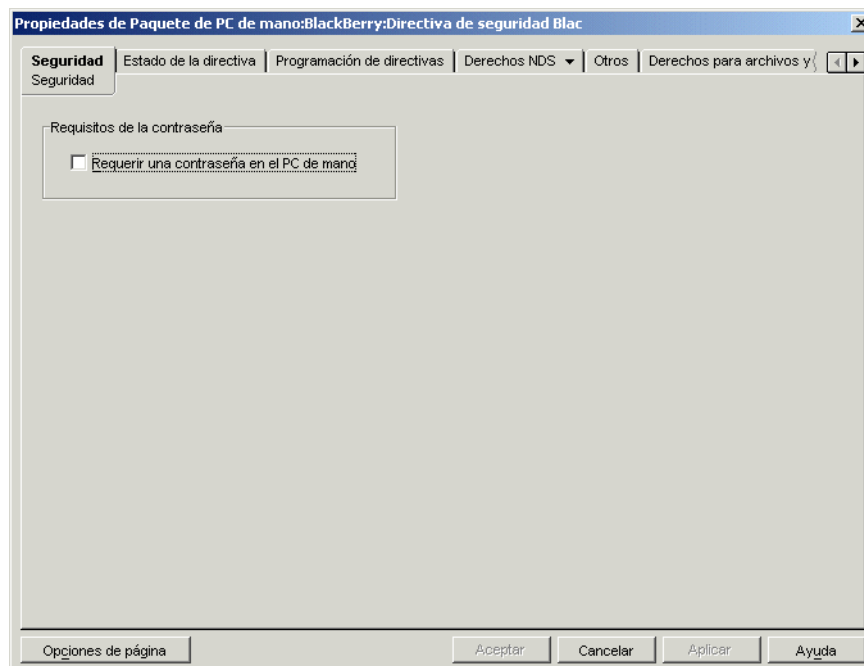 Propiedades de Paquete de PC de mano:BlackBerry:Directiva de seguridad Blac
Seguridad Estado de la directiva Programación de directivas Derechos NDS Otros Derechos para archivos y
Seguridad
Requisitos de la contraseña
Requerir una contraseña en el PC de mano
Opciones de página Aceptar Cancelar Aplicar Ayuda